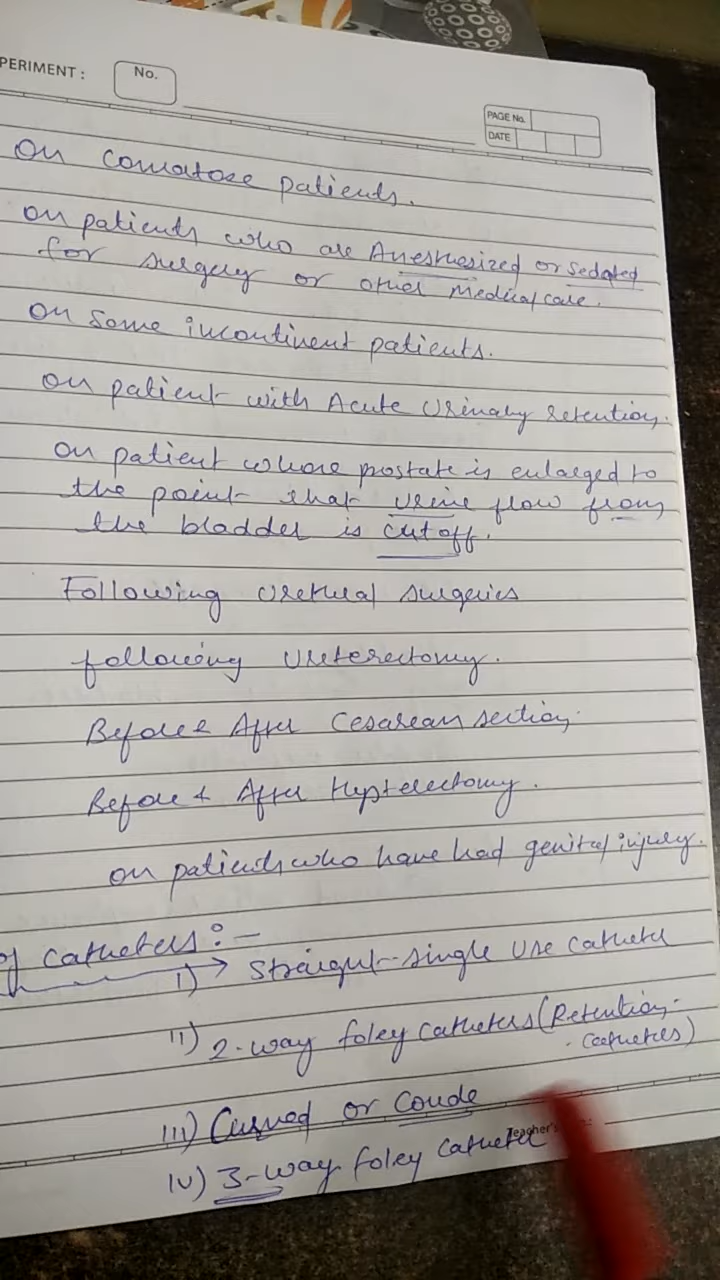 PERIMENT :
No.
PAGE No.
DATE
on comatose patients.
on patients who are Anesthesized or sedated
for surgery or other Medical care.
on some incontinent patients.
on patient with Acute Urinary retention.
on patient whose prostate is enlarged to
the point that urine flow from
the bladder is cutoff.
Following urethral surgeries
following Ureterectomy.
Before & After Cesarean section.
Before & After Hysterectomy.
on patients who have had genital injury.
of catheters :-
i) Straight-single use catheter
ii) 2-way foley catheters (Retention-
catheters)
iii) Curved or Coude
Teacher's
iv) 3-way foley catheter